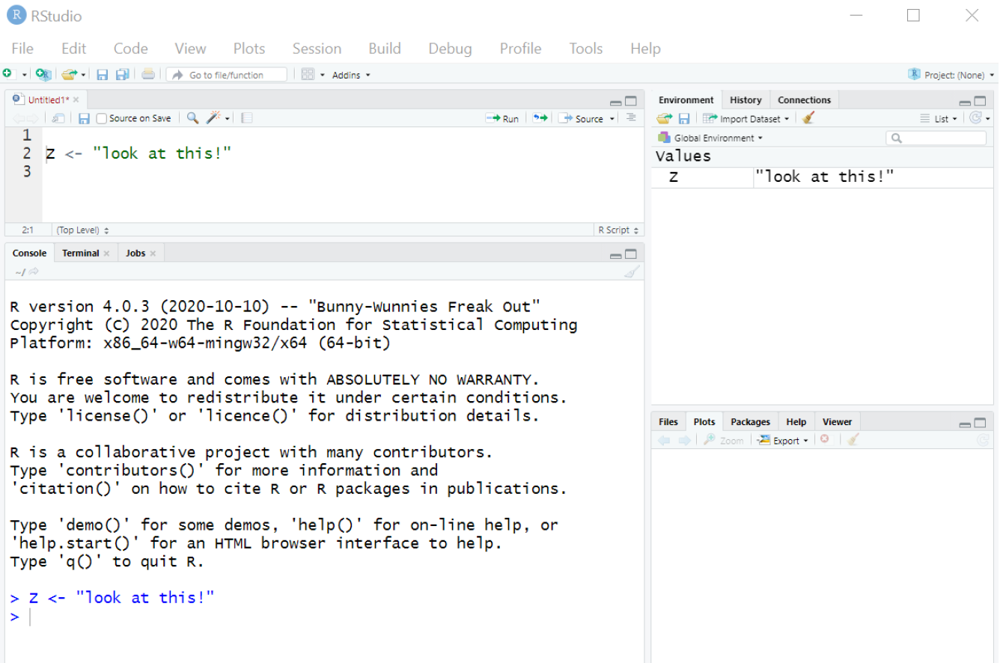 RStudio
File Edit Code View Plots Session Build Debug Profile Tools Help
Go to file/function Addins Project: (None)
Untitled1*
Source on Save Run Source
1
2 Z <- "look at this!"
3
2:1 (Top Level) R Script
Console Terminal Jobs
~/
R version 4.0.3 (2020-10-10) -- "Bunny-Wunnies Freak Out"
Copyright (C) 2020 The R Foundation for Statistical Computing
Platform: x86_64-w64-mingw32/x64 (64-bit)
R is free software and comes with ABSOLUTELY NO WARRANTY.
You are welcome to redistribute it under certain conditions.
Type 'license()' or 'licence()' for distribution details.
R is a collaborative project with many contributors.
Type 'contributors()' for more information and
'citation()' on how to cite R or R packages in publications.
Type 'demo()' for some demos, 'help()' for on-line help, or
'help.start()' for an HTML browser interface to help.
Type 'q()' to quit R.
> Z <- "look at this!"
>
Environment History Connections
Import Dataset List
Global Environment
Values
Z "look at this!"
Files Plots Packages Help Viewer
Zoom Export